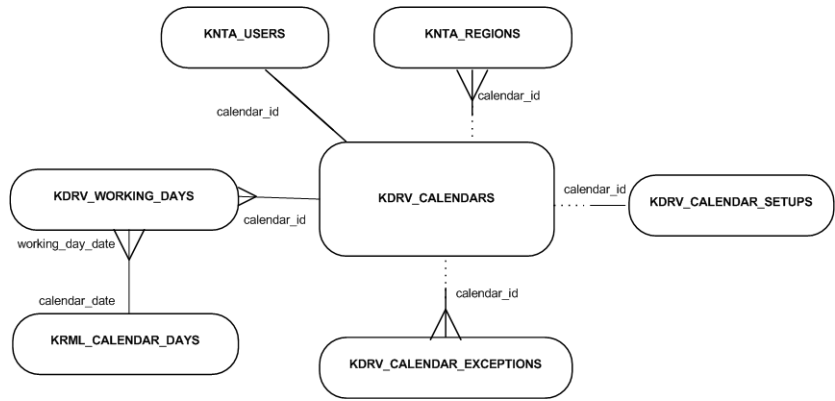 KNTA_USERS
KNTA_REGIONS
calendar_id
calendar_id
KDRV_WORKING_DAYS
KDRV_CALENDARS
calendar_id
KDRV_CALENDAR_SETUPS
calendar_id
working_day_date
calendar_date
calendar_id
KRML_CALENDAR_DAYS
KDRV_CALENDAR_EXCEPTIONS